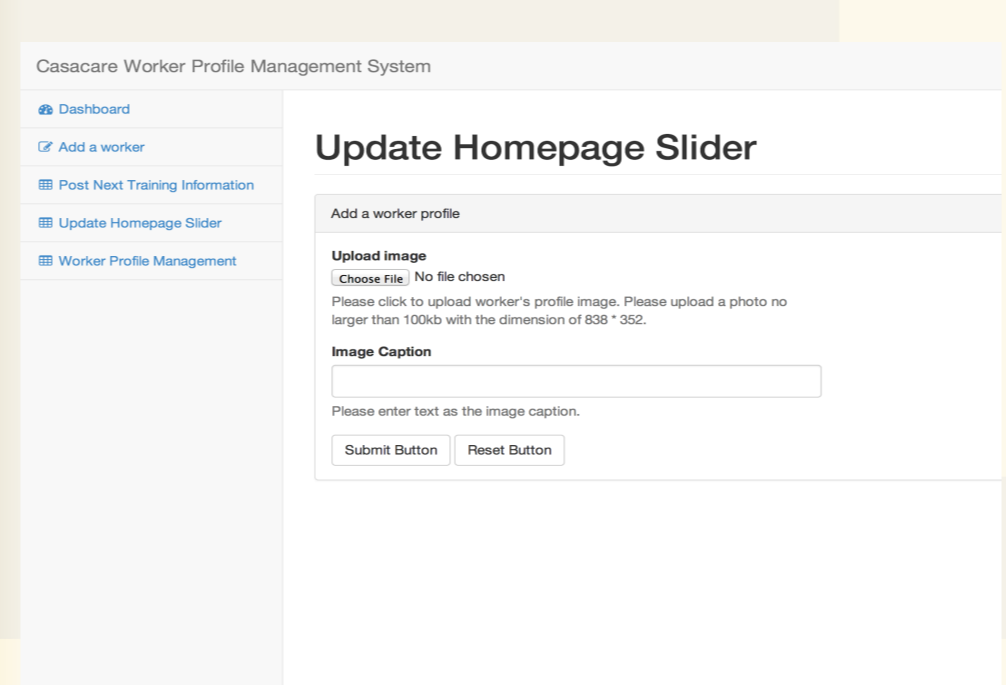 Casacare Worker Profile Management System
Dashboard
Add a worker
Post Next Training Information
Update Homepage Slider
Worker Profile Management
Update Homepage Slider
Add a worker profile
Upload image
Choose File No file chosen
Please click to upload worker's profile image. Please upload a photo no
larger than 100kb with the dimension of 838 * 352.
Image Caption
Please enter text as the image caption.
Submit Button Reset Button